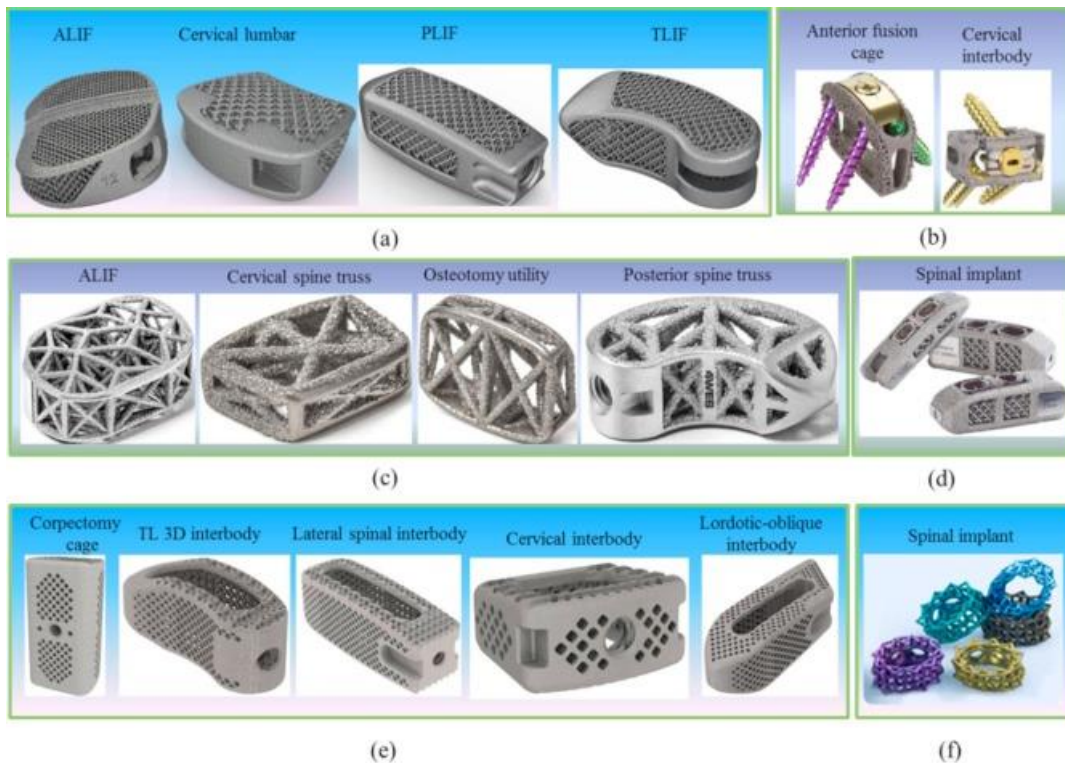 ALIF
Cervical lumbar
PLIF
TLIF
Anterior fusion
cage
Cervical
interbody
(a)
(b)
ALIF
Cervical spine truss
Osteotomy utility
Posterior spine truss
4WEB
Spinal implant
(c)
(d)
Corpectomy
cage
TL 3D interbody
Lateral spinal interbody
Cervical interbody
Lordotic-oblique
interbody
Spinal implant
(e)
(f)